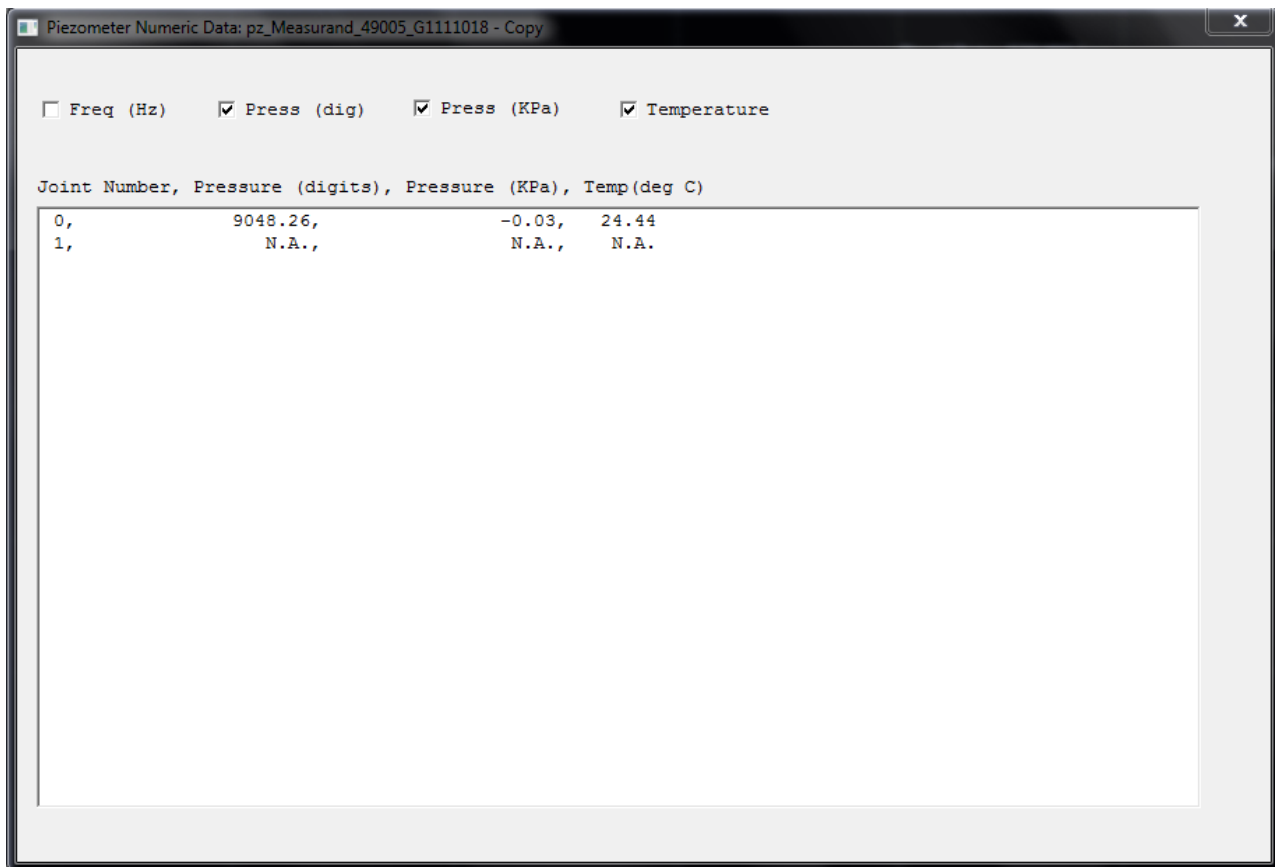 Piezometer Numeric Data: pz_Measurand_49005_G1111018 - Copy
x
Freq (Hz) Press (dig) Press (KPa) Temperature
Joint Number, Pressure (digits), Pressure (KPa), Temp(deg C)
0, 9048.26, -0.03, 24.44
1, N.A., N.A., N.A.